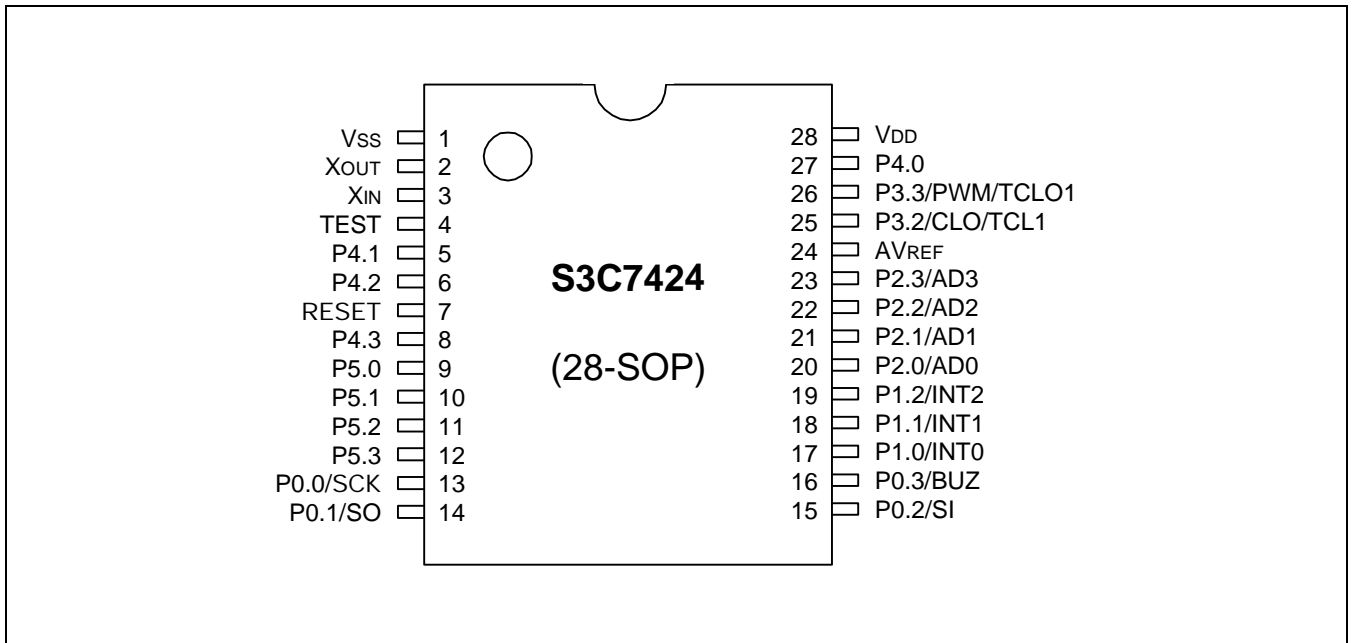 VSS 1
XOUT 2
XIN 3
TEST 4
P4.1 5
P4.2 6
RESET 7
P4.3 8
P5.0 9
P5.1 10
P5.2 11
P5.3 12
P0.0/SCK 13
P0.1/SO 14
S3C7424
(28-SOP)
28 VDD
27 P4.0
26 P3.3/PWM/TCLO1
25 P3.2/CLO/TCL1
24 AVREF
23 P2.3/AD3
22 P2.2/AD2
21 P2.1/AD1
20 P2.0/AD0
19 P1.2/INT2
18 P1.1/INT1
17 P1.0/INT0
16 P0.3/BUZ
15 P0.2/SI